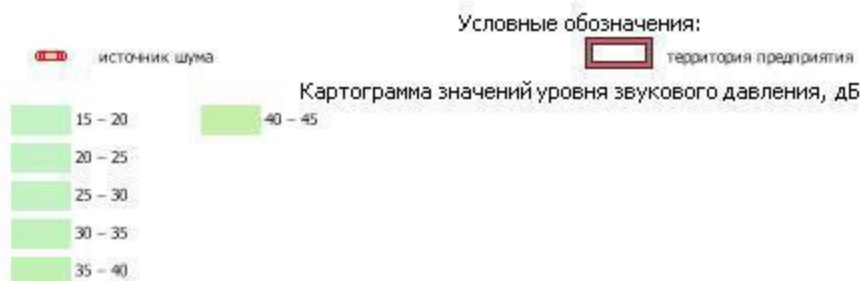 Условные обозначения:
источник шума
территория предприятия
Картограмма значений уровня звукового давления, дБ
15 – 20
40 – 45
20 – 25
25 – 30
30 – 35
35 – 40